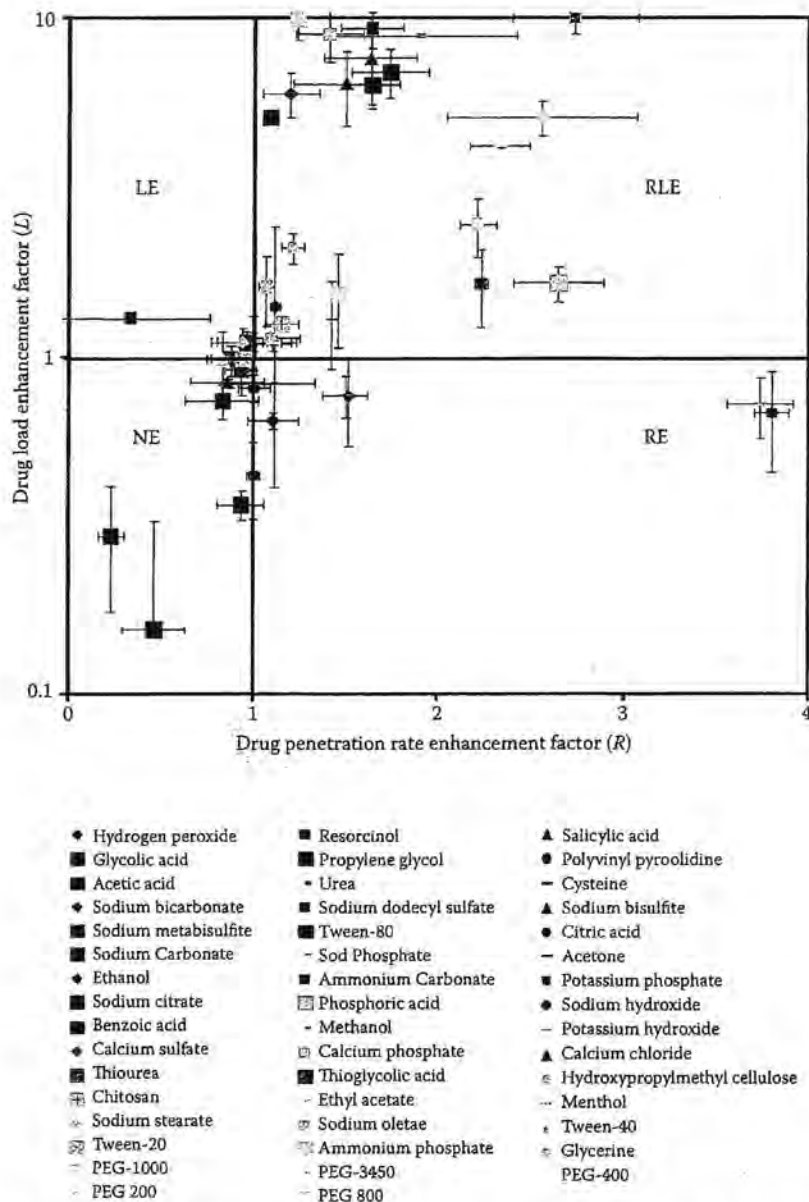 10
LE
RLE
1
NE
RE
0.1
Drug load enhancement factor (L)
0 1 2 3 4
Drug penetration rate enhancement factor (R)
Hydrogen peroxide
Glycolic acid
Acetic acid
Sodium bicarbonate
Sodium metabisulfite
Sodium Carbonate
Ethanol
Sodium citrate
Benzoic acid
Calcium sulfate
Thiourea
Chitosan
Sodium stearate
Tween-20
PEG-1000
PEG 200
Resorcinol
Propylene glycol
Urea
Sodium dodecyl sulfate
Tween-80
Sod Phosphate
Ammonium Carbonate
Phosphoric acid
Methanol
Calcium phosphate
Thioglycolic acid
Ethyl acetate
Sodium oletae
Ammonium phosphate
PEG-3450
PEG 800
Salicylic acid
Polyvinyl pyroolidine
Cysteine
Sodium bisulfite
Citric acid
Acetone
Potassium phosphate
Sodium hydroxide
Potassium hydroxide
Calcium chloride
Hydroxypropylmethyl cellulose
Menthol
Tween-40
Glycerine
PEG-400